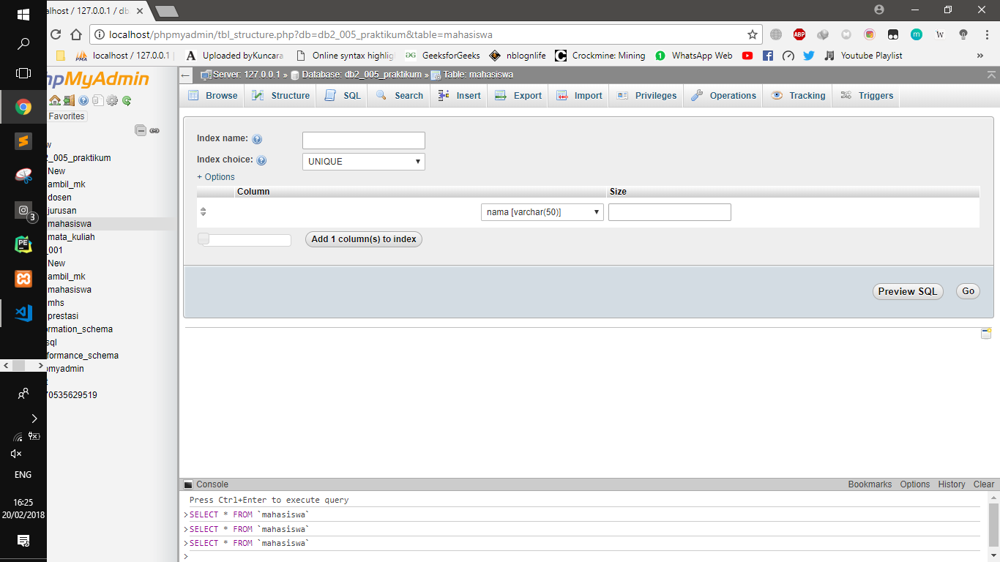 alhost / 127.0.0.1 / db
localhost/phpmyadmin/tbl_structure.php?db=db2_005_praktikum&table=mahasiswa
ABP m W
PMA localhost / 127.0.0.1 A Uploaded byKuncara Online syntax highlig GeeksforGeeks nblognlife Crockmine: Mining 1 WhatsApp Web Youtube Playlist »
hpMyAdmin
Favorites
w
2_005_praktikum
New
ambil_mk
dosen
jurusan
mahasiswa
mata_kuliah
_001
New
ambil_mk
mahasiswa
mhs
prestasi
ormation_schema
sql
formance_schema
pmyadmin
t
70535629519
Server: 127.0.0.1 » Database: db2_005_praktikum » Table: mahasiswa
Browse Structure SQL Search Insert Export Import Privileges Operations Tracking Triggers
Index name:
Index choice: UNIQUE
+ Options
Column Size
nama [varchar(50)]
Add 1 column(s) to index
Preview SQL Go
Console Bookmarks Options History Clear
Press Ctrl+Enter to execute query
>SELECT * FROM `mahasiswa`
>SELECT * FROM `mahasiswa`
>SELECT * FROM `mahasiswa`
>
3
PE
ENG
16:25
20/02/2018